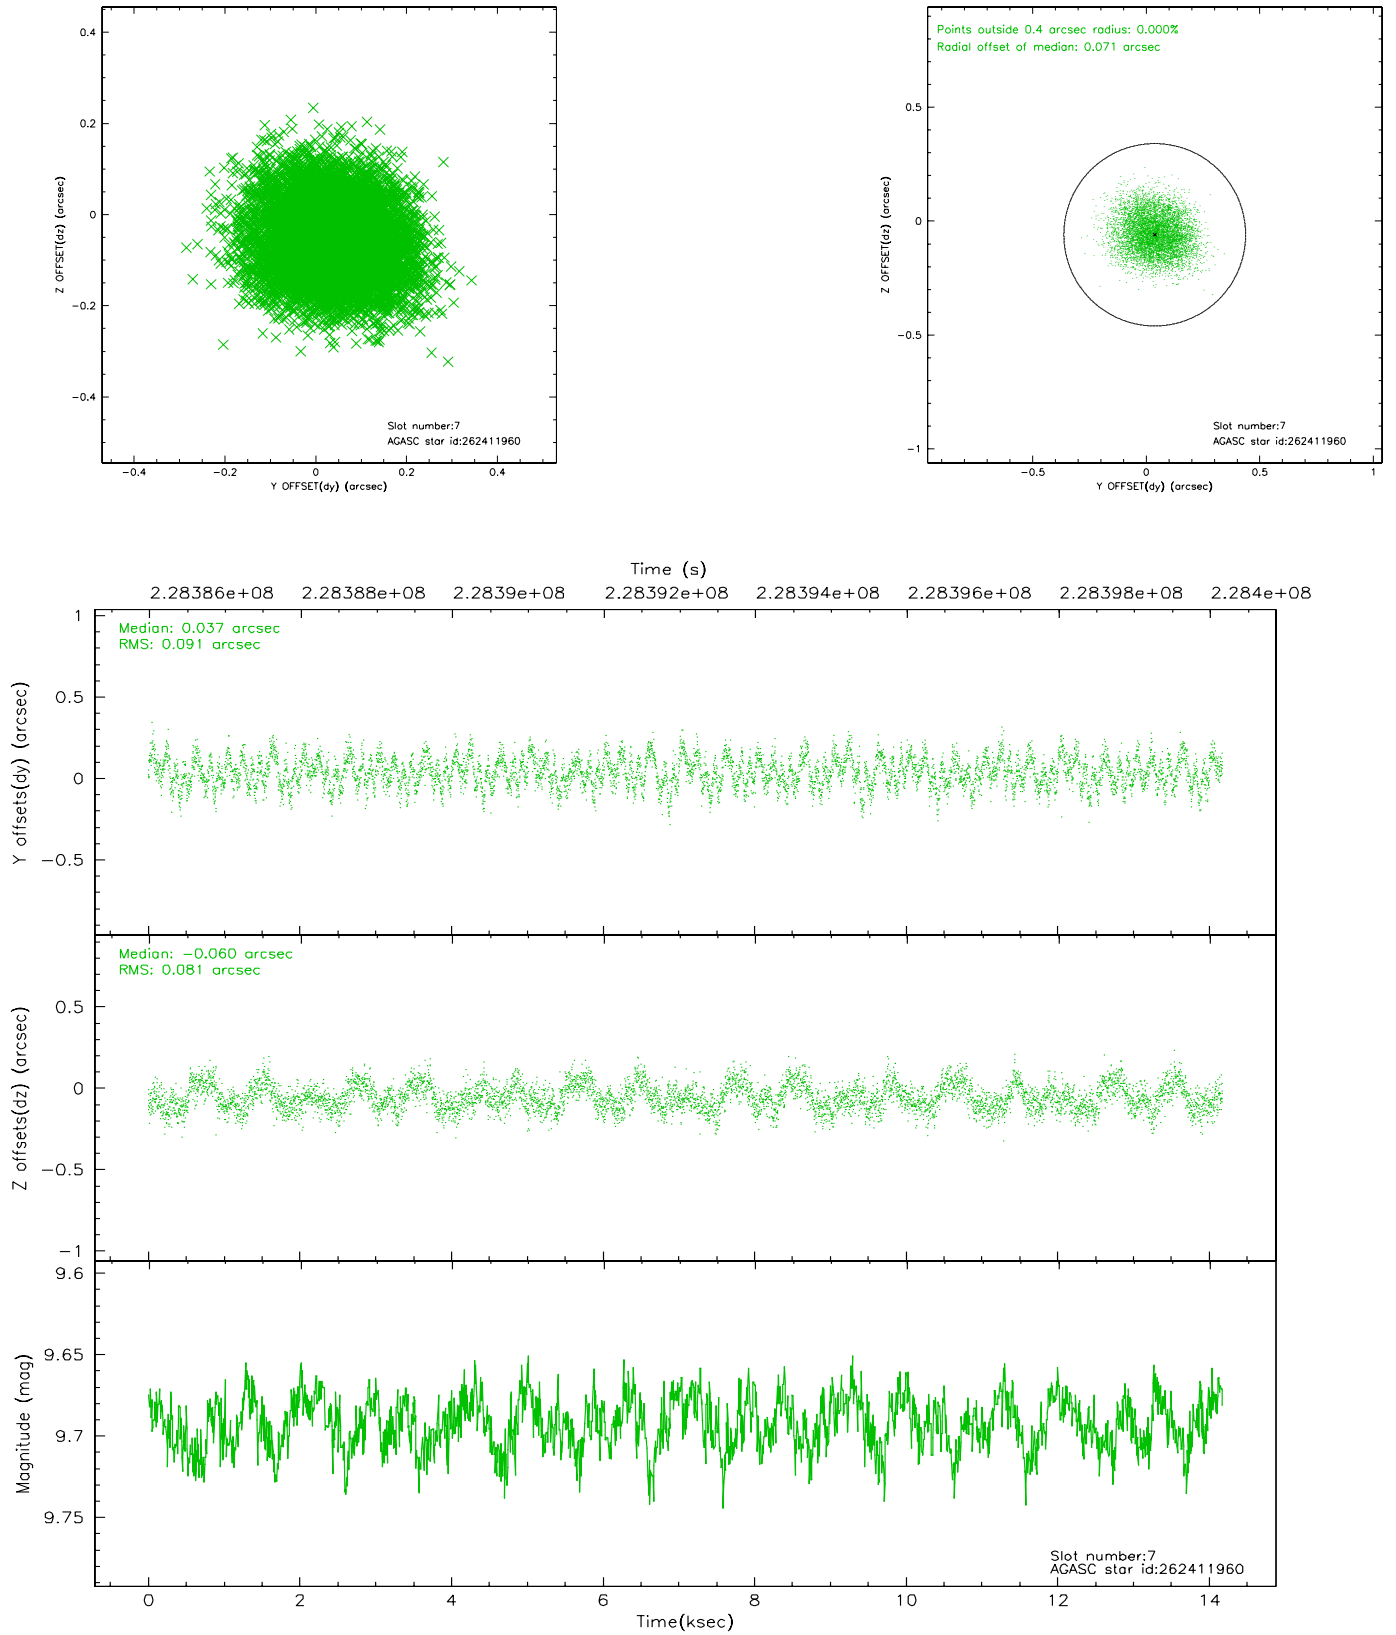 0.4
0.2
0
−0.2
−0.4
Z OFFSET(dz) (arcsec)
Slot number:7
AGASC star id:262411960
−0.4 −0.2 0 0.2 0.4
Y OFFSET(dy) (arcsec)
Points outside 0.4 arcsec radius: 0.000%
Radial offset of median: 0.071 arcsec
0.5
0
−0.5
−1
Z OFFSET(dz) (arcsec)
Slot number:7
AGASC star id:262411960
−0.5 0 0.5 1
Y OFFSET(dy) (arcsec)
Time (s)
2.28386e+08 2.28388e+08 2.2839e+08 2.28392e+08 2.28394e+08 2.28396e+08 2.28398e+08 2.284e+08
Median: 0.037 arcsec
RMS: 0.091 arcsec
1
0.5
0
−0.5
Y offsets(dy) (arcsec)
Median: −0.060 arcsec
RMS: 0.081 arcsec
0.5
0
−0.5
−1
Z offsets(dz) (arcsec)
9.6
9.65
9.7
9.75
Magnitude (mag)
Slot number:7
AGASC star id:262411960
0 2 4 6 8 10 12 14
Time(ksec)